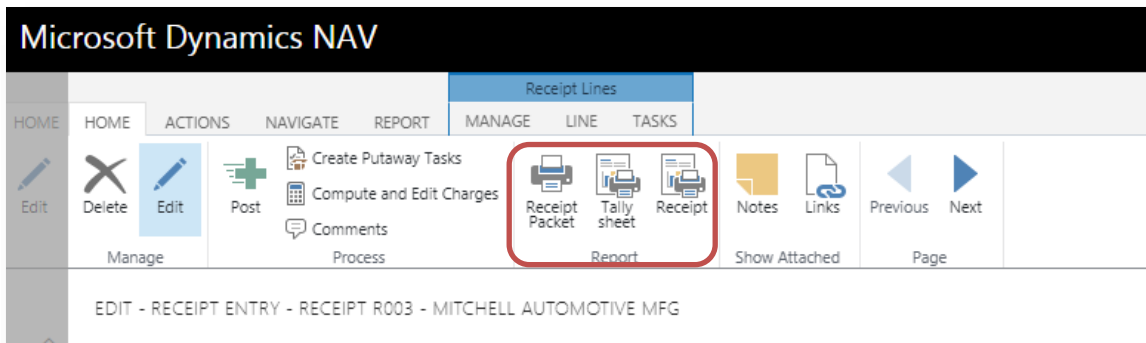 Microsoft Dynamics NAV
Receipt Lines
HOME HOME ACTIONS NAVIGATE REPORT MANAGE LINE TASKS
Edit
Delete
Edit
Post
Create Putaway Tasks
Compute and Edit Charges
Comments
Receipt
Packet
Tally
sheet
Receipt
Notes
Links
Previous
Next
Manage
Process
Report
Show Attached
Page
EDIT - RECEIPT ENTRY - RECEIPT R003 - MITCHELL AUTOMOTIVE MFG